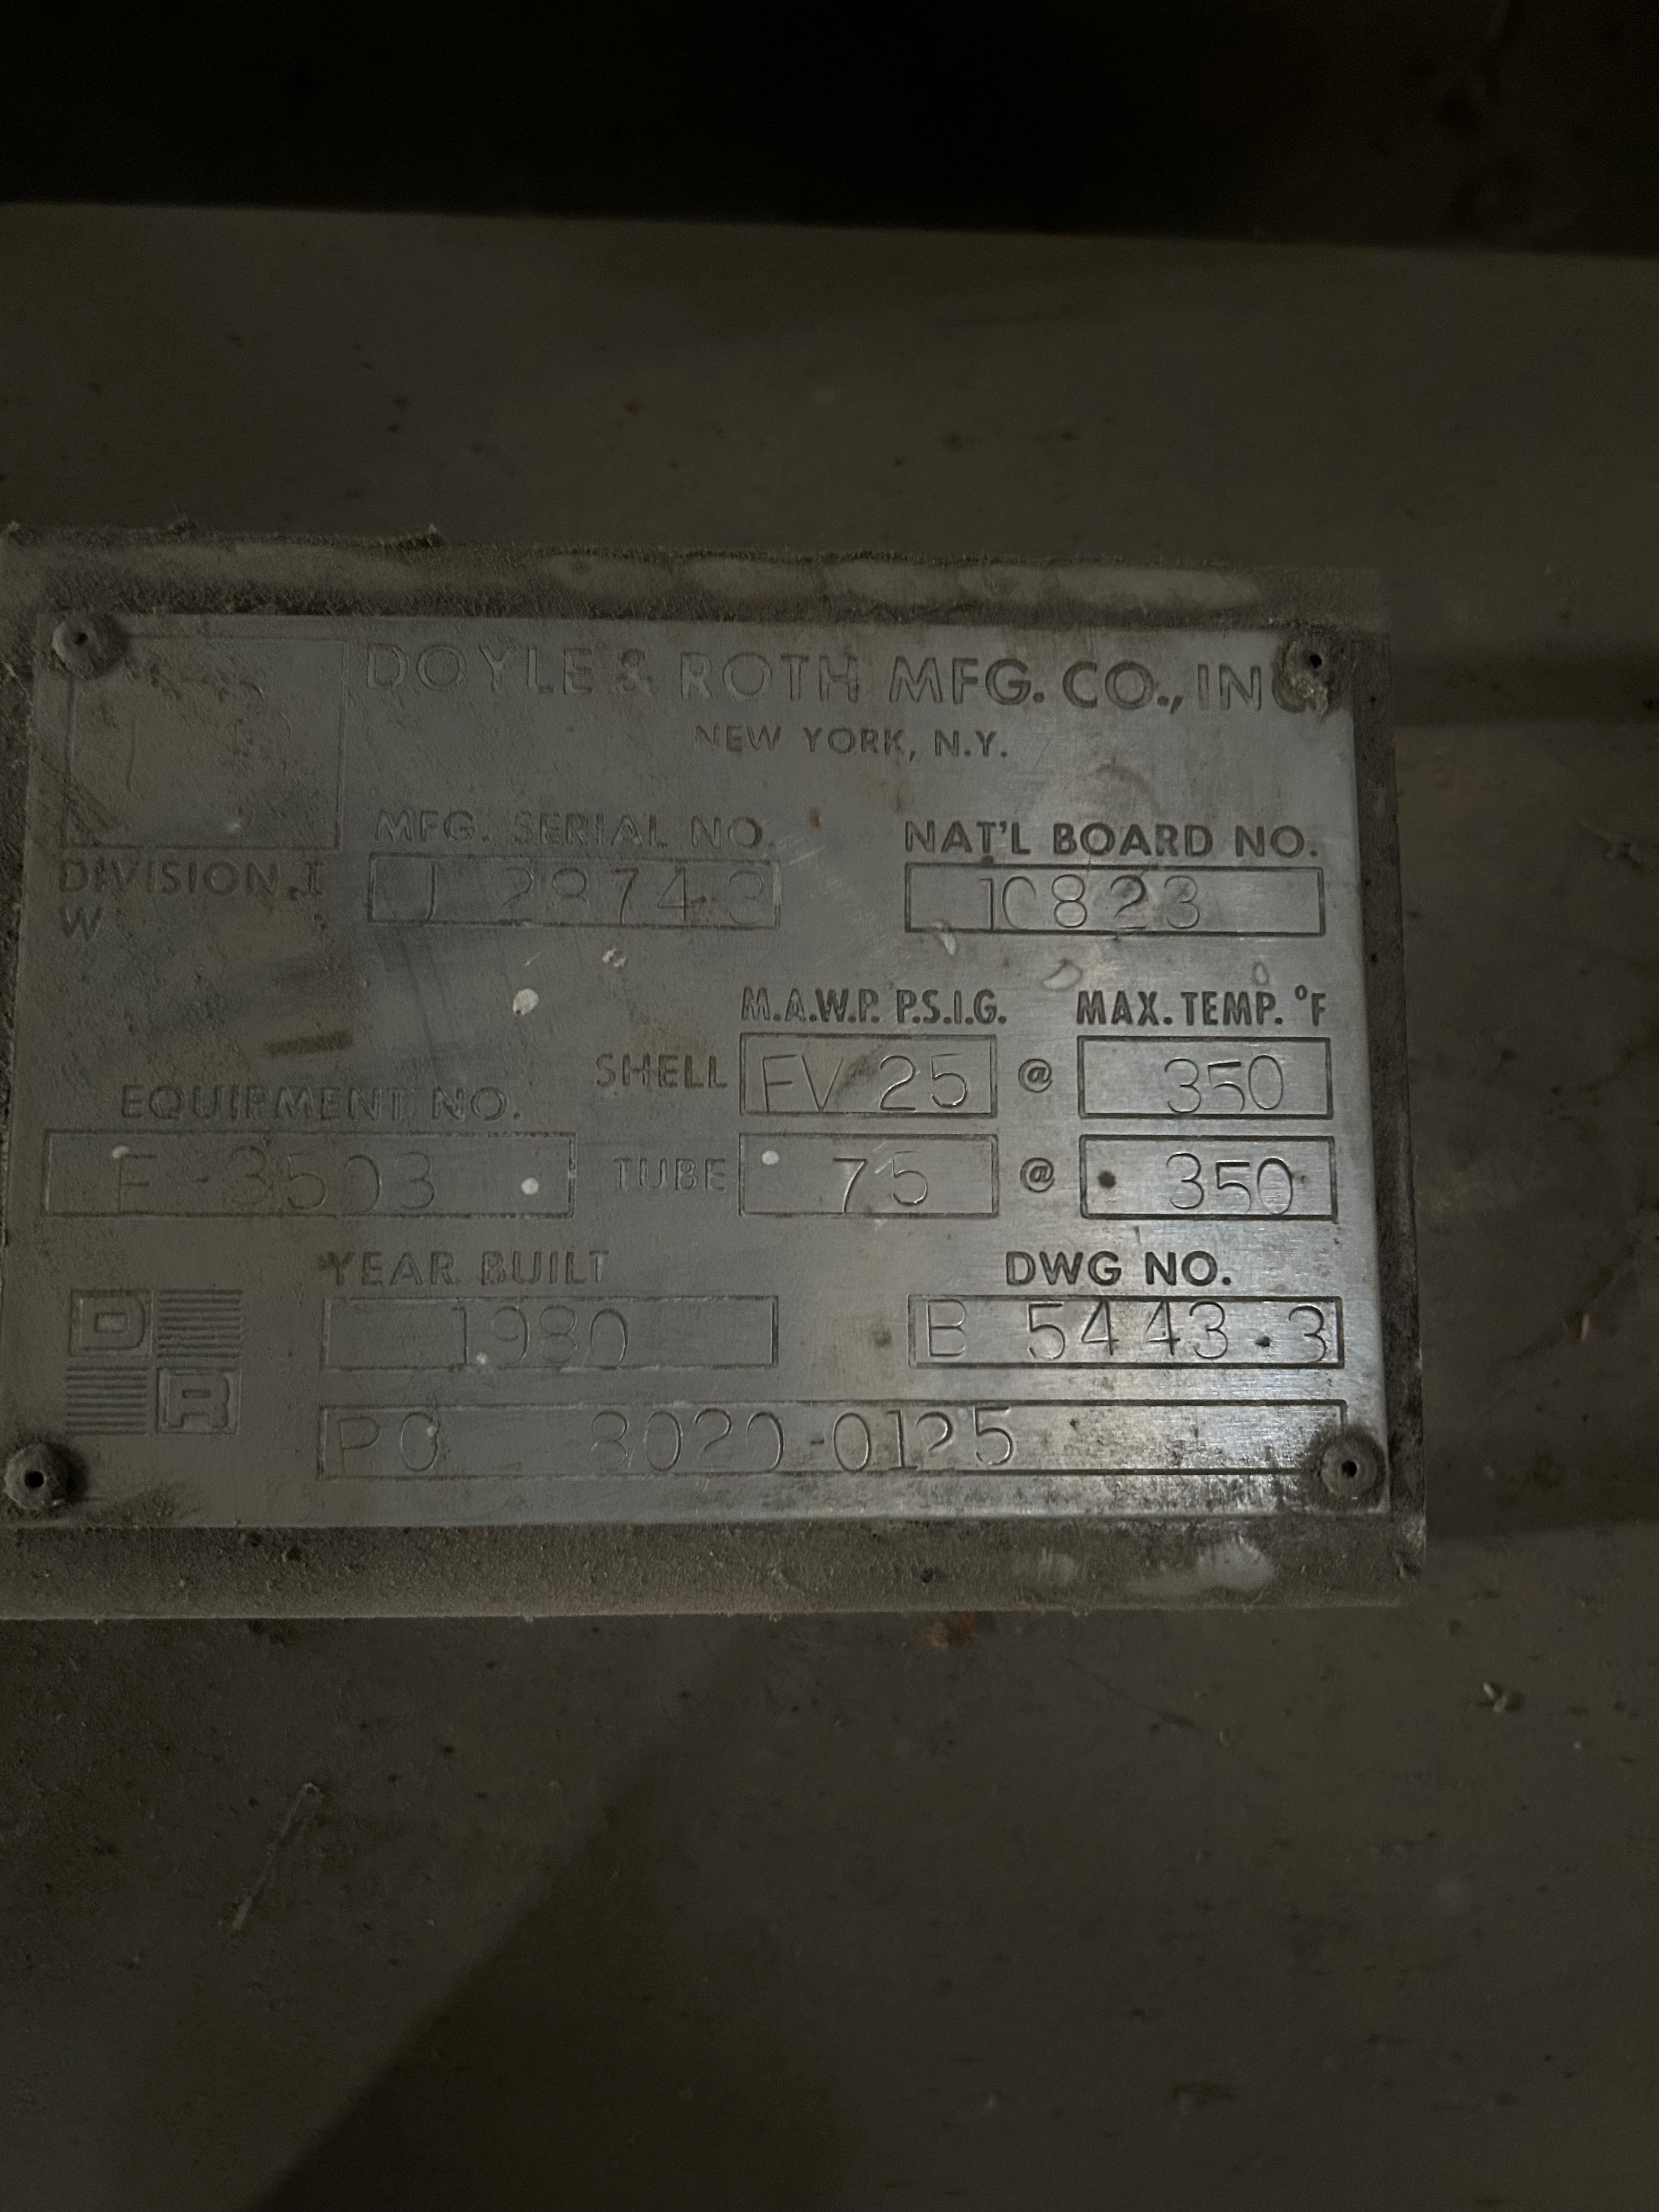 DOYLE & ROTH MFG. CO., INC.
NEW YORK, N.Y.
MFG. SERIAL NO. NAT'L BOARD NO.
DIVISION I J 28743 10823
W
M.A.W.P. P.S.I.G. MAX. TEMP. °F
SHELL FV 25 @ 350
EQUIPMENT NO.
E-3503 TUBE 75 @ 350
YEAR BUILT DWG NO.
D 1980 B 5443-3
R
PO 8020-0125